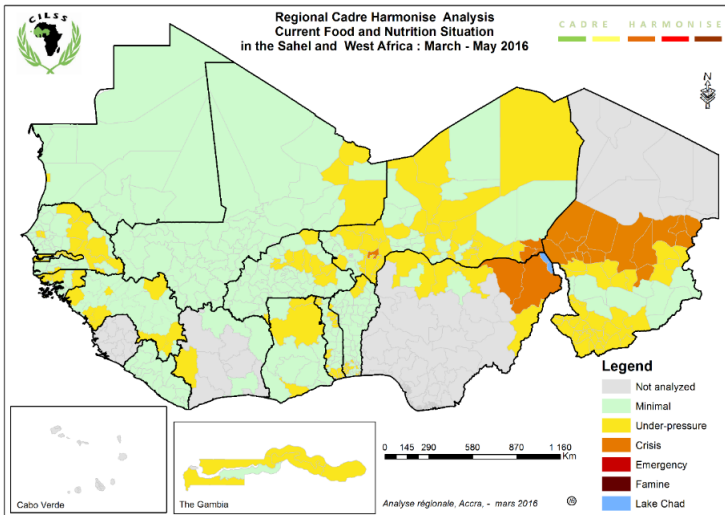 CILSS
Regional Cadre Harmonise Analysis
Current Food and Nutrition Situation
in the Sahel and West Africa : March - May 2016
CADRE HARMONISE
N
Legend
Not analyzed
Minimal
Under-pressure
Crisis
Emergency
Famine
Lake Chad
0 145 290 580 870 1 160
Km
Cabo Verde
The Gambia
Analyse régionale, Accra, - mars 2016